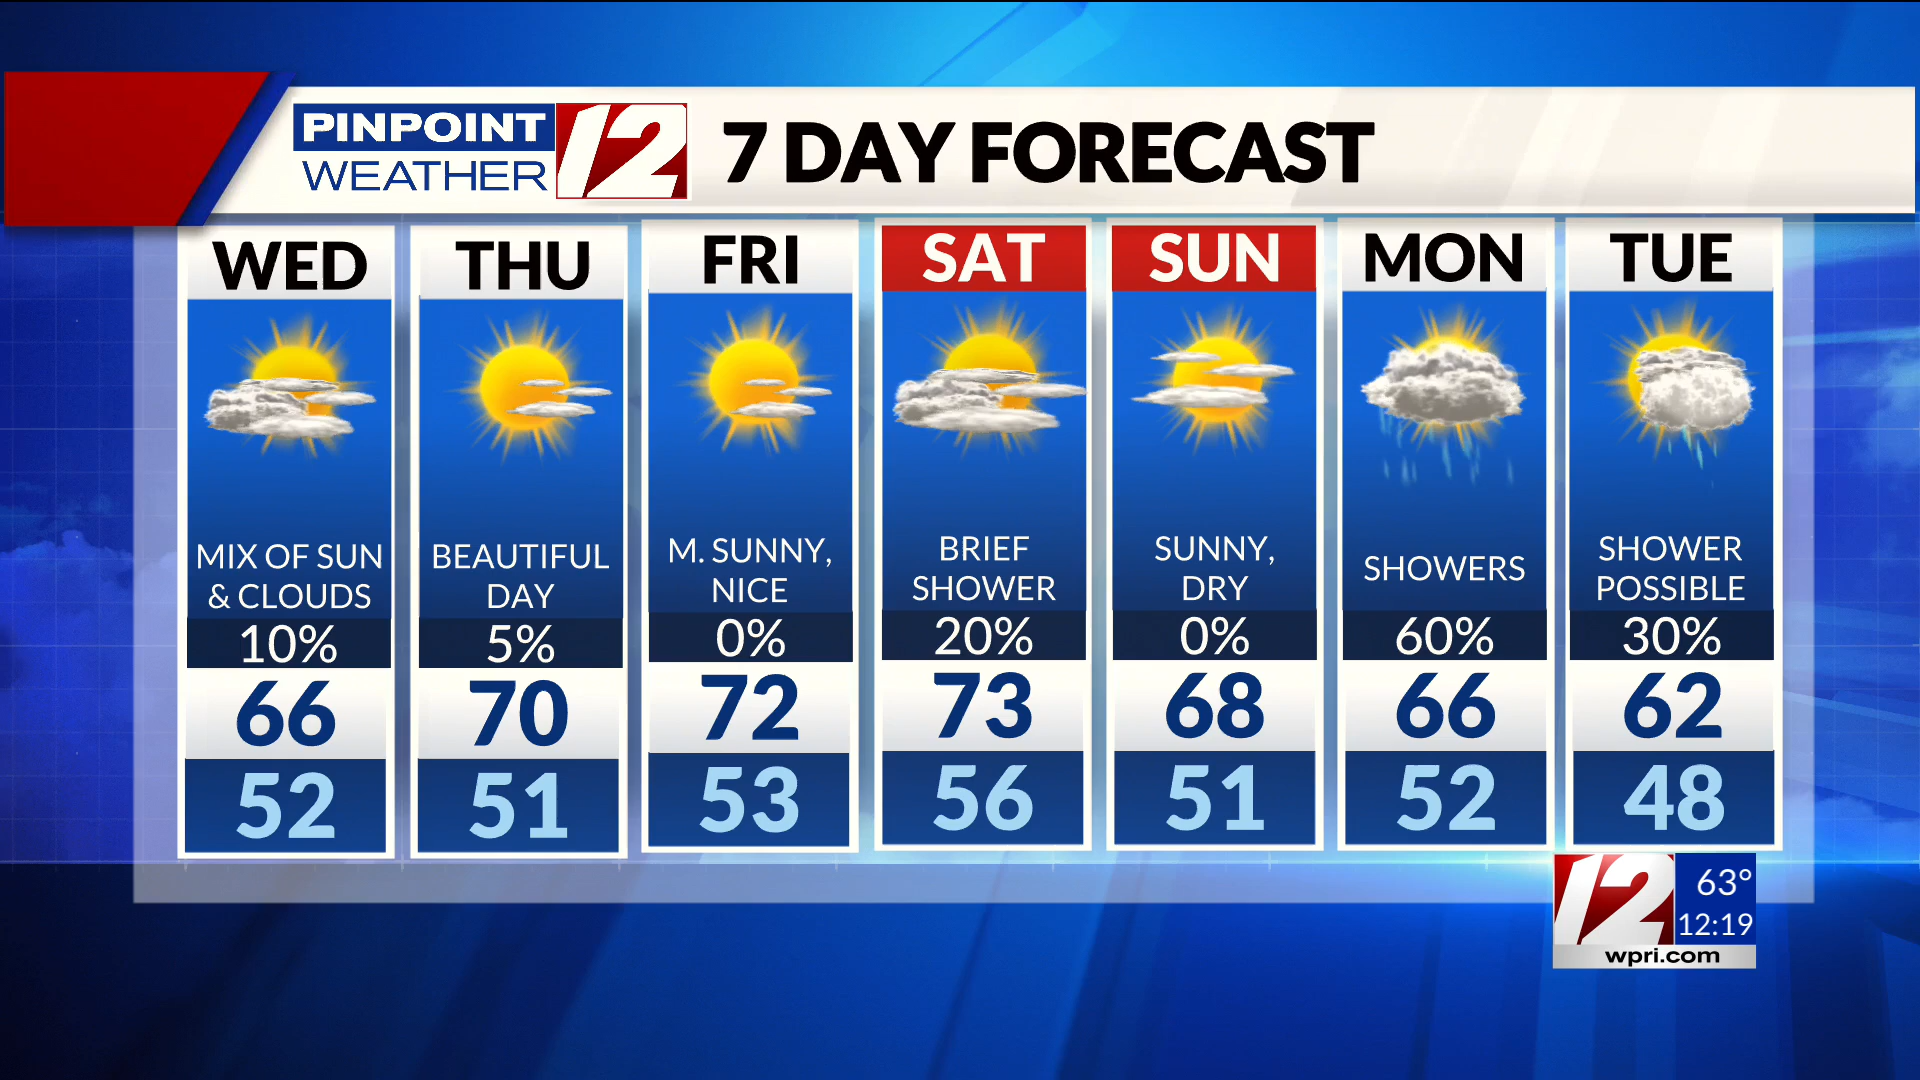 PINPOINT
WEATHER
12
7 DAY FORECAST
WED
MIX OF SUN
& CLOUDS
10%
66
52
THU
BEAUTIFUL
DAY
5%
70
51
FRI
M. SUNNY,
NICE
0%
72
53
SAT
BRIEF
SHOWER
20%
73
56
SUN
SUNNY,
DRY
0%
68
51
MON
SHOWERS
60%
66
52
TUE
SHOWER
POSSIBLE
30%
62
48
12
63°
12:19
wpri.com